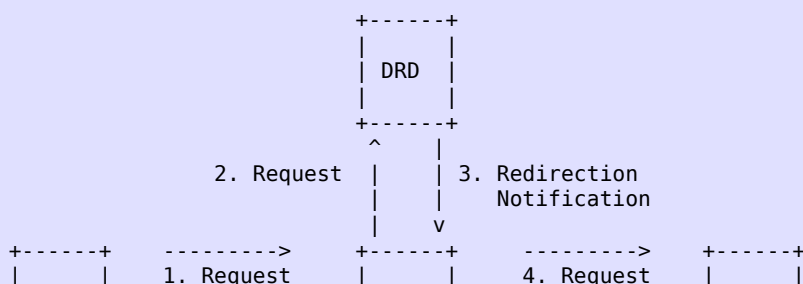 +------+
|      |
| DRD  |
|      |
+------+
^    |
2. Request  |    | 3. Redirection
|    |    Notification
|    v
+------+    --------->    +------+    --------->    +------+
|      |    1. Request    |      |    4. Request    |      |